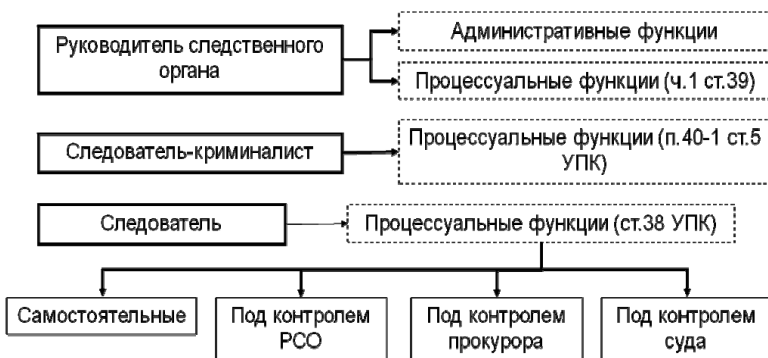 Руководитель следственного
органа
Административные функции
Процессуальные функции (ч.1 ст.39)
Следователь-криминалист
Процессуальные функции (п.40-1 ст.5
УПК)
Следователь
Процессуальные функции (ст.38 УПК)
Самостоятельные
Под контролем
РСО
Под контролем
прокурора
Под контролем
суда